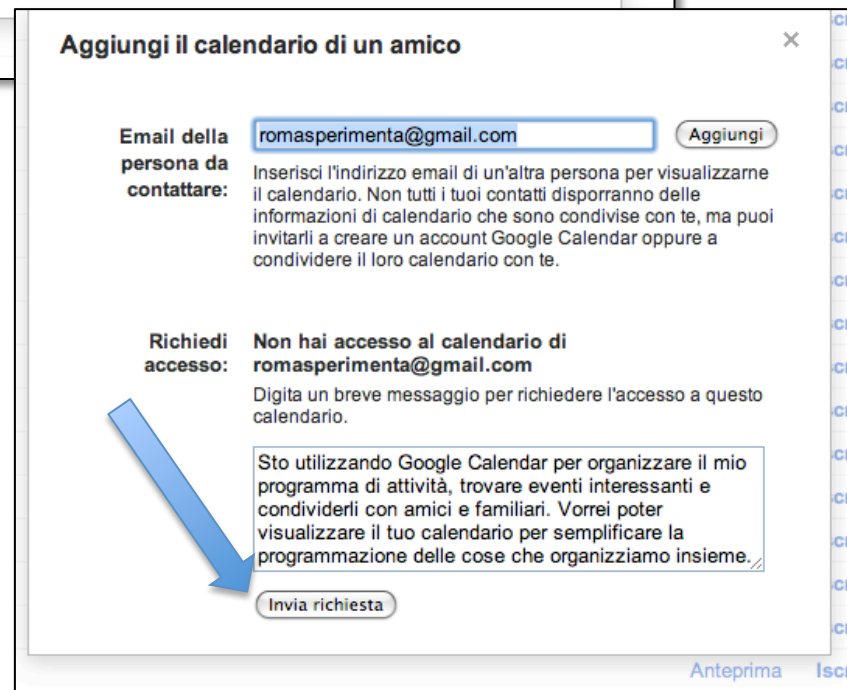 Aggiungi il calendario di un amico
×
Email della persona da contattare:
romasperimenta@gmail.com
Aggiungi
Inserisci l'indirizzo email di un'altra persona per visualizzarne
il calendario. Non tutti i tuoi contatti disporranno delle
informazioni di calendario che sono condivise con te, ma puoi
invitarli a creare un account Google Calendar oppure a
condividere il loro calendario con te.
Richiedi accesso:
Non hai accesso al calendario di
romasperimenta@gmail.com
Digita un breve messaggio per richiedere l'accesso a questo
calendario.
Sto utilizzando Google Calendar per organizzare il mio
programma di attività, trovare eventi interessanti e
condividerli con amici e familiari. Vorrei poter
visualizzare il tuo calendario per semplificare la
programmazione delle cose che organizziamo insieme.
Invia richiesta
Anteprima